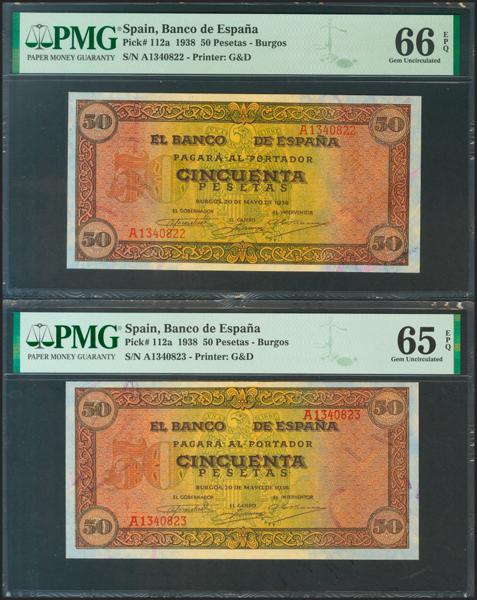 PMG
PAPER MONEY GUARANTY
Spain, Banco de España
Pick# 112a 1938 50 Pesetas - Burgos
S/N A1340822 - Printer: G&D
66 EPQ
Gem Uncirculated
50
50
A1340822
EL BANCO DE ESPAÑA
PAGARÁ AL PORTADOR
50
CINCUENTA
PESETAS
BURGOS, 20 DE MAYO DE 1938
EL GOBERNADOR EL CAJERO EL INTERVENTOR
A1340822
50
50
PMG
PAPER MONEY GUARANTY
Spain, Banco de España
Pick# 112a 1938 50 Pesetas - Burgos
S/N A1340823 - Printer: G&D
65 EPQ
Gem Uncirculated
50
50
A1340823
EL BANCO DE ESPAÑA
PAGARÁ AL PORTADOR
50
CINCUENTA
PESETAS
BURGOS, 20 DE MAYO DE 1938
EL GOBERNADOR EL CAJERO EL INTERVENTOR
A1340823
50
50